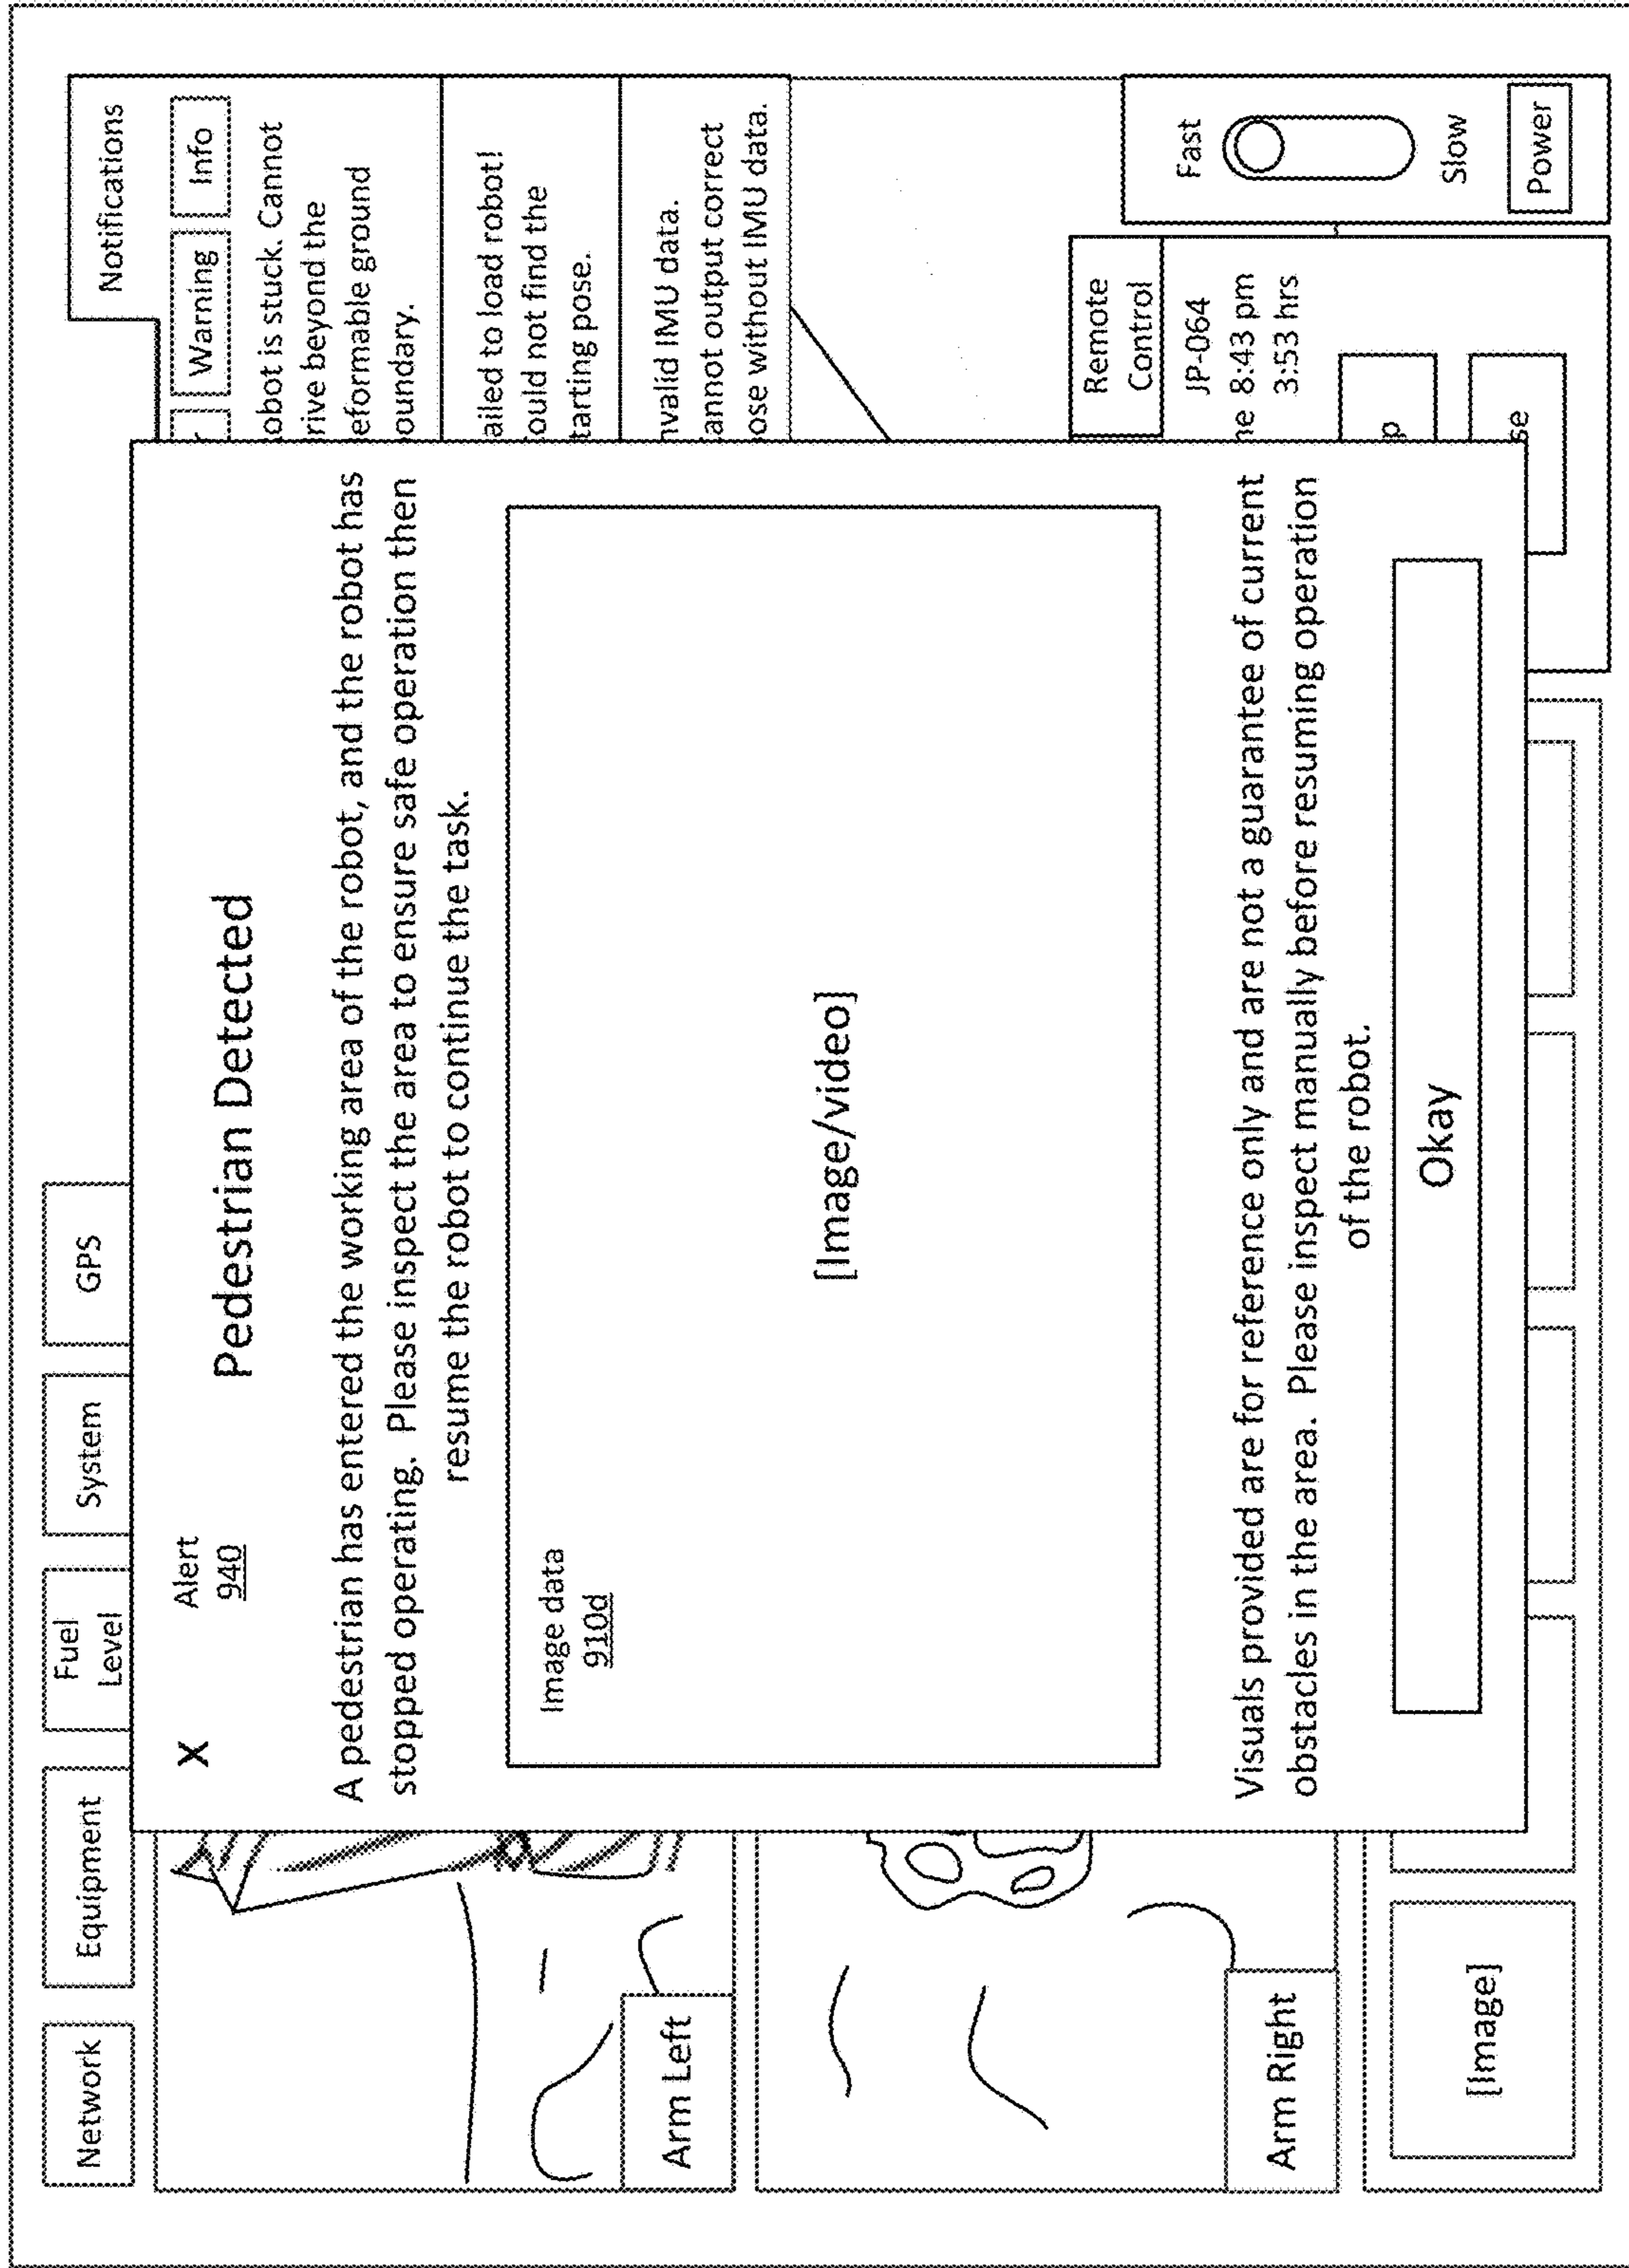 Network
Equipment
Fuel
Level
System
GPS
Notifications
Warning
Info
obot is stuck. Cannot
rive beyond the
eformable ground
oundary.
ailed to load robot!
ould not find the
tarting pose.
nvalid IMU data.
annot output correct
ose without IMU data.
X
Alert
940
Pedestrian Detected
A pedestrian has entered the working area of the robot, and the robot has
stopped operating. Please inspect the area to ensure safe operation then
resume the robot to continue the task.
Image data
910d
[Image/video]
Visuals provided are for reference only and are not a guarantee of current
obstacles in the area. Please inspect manually before resuming operation
of the robot.
Okay
Arm Left
Arm Right
[Image]
Remote
Control
JP-064
ne 8:43 pm
3:53 hrs
p
se
Fast
Slow
Power